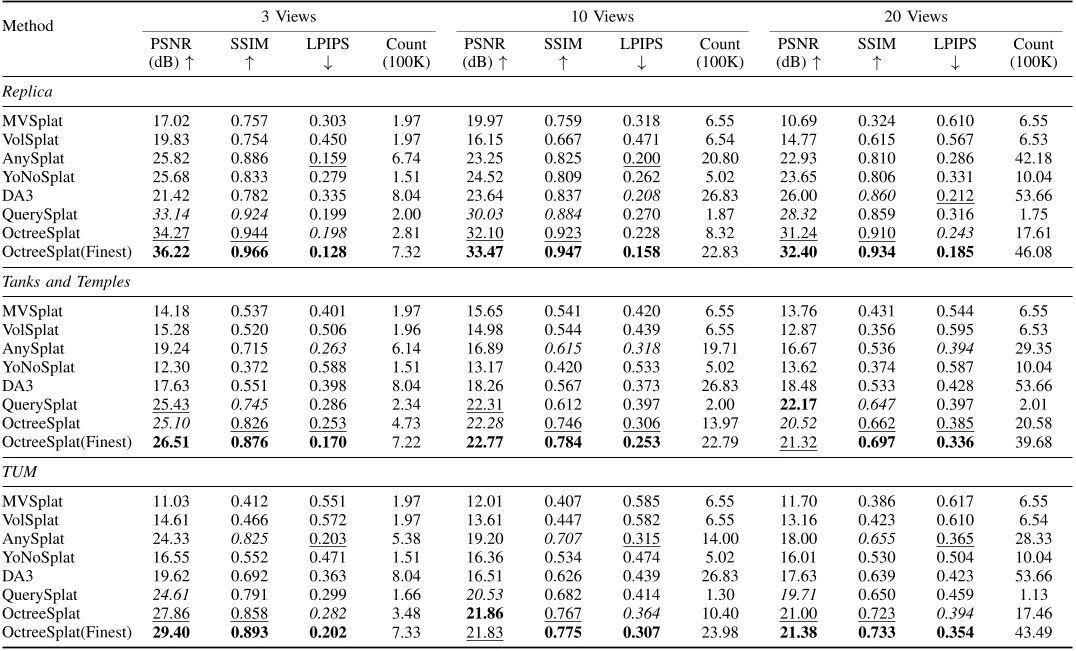 Method 3 Views 10 Views 20 Views
PSNR SSIM LPIPS Count PSNR SSIM LPIPS Count PSNR SSIM LPIPS Count
(dB) ↑ ↑ ↓ (100K) (dB) ↑ ↑ ↓ (100K) (dB) ↑ ↑ ↓ (100K)
Replica
MVSplat 17.02 0.757 0.303 1.97 19.97 0.759 0.318 6.55 10.69 0.324 0.610 6.55
VolSplat 19.83 0.754 0.450 1.97 16.15 0.667 0.471 6.54 14.77 0.615 0.567 6.53
AnySplat 25.82 0.886 0.159 6.74 23.25 0.825 0.200 20.80 22.93 0.810 0.286 42.18
YoNoSplat 25.68 0.833 0.279 1.51 24.52 0.809 0.262 5.02 23.65 0.806 0.331 10.04
DA3 21.42 0.782 0.335 8.04 23.64 0.837 0.208 26.83 26.00 0.860 0.212 53.66
QuerySplat 33.14 0.924 0.199 2.00 30.03 0.884 0.270 1.87 28.32 0.859 0.316 1.75
OctreeSplat 34.27 0.944 0.198 2.81 32.10 0.923 0.228 8.32 31.24 0.910 0.243 17.61
OctreeSplat(Finest) 36.22 0.966 0.128 7.32 33.47 0.947 0.158 22.83 32.40 0.934 0.185 46.08
Tanks and Temples
MVSplat 14.18 0.537 0.401 1.97 15.65 0.541 0.420 6.55 13.76 0.431 0.544 6.55
VolSplat 15.28 0.520 0.506 1.96 14.98 0.544 0.439 6.55 12.87 0.356 0.595 6.53
AnySplat 19.24 0.715 0.263 6.14 16.89 0.615 0.318 19.71 16.67 0.536 0.394 29.35
YoNoSplat 12.30 0.372 0.588 1.51 13.17 0.420 0.533 5.02 13.62 0.374 0.587 10.04
DA3 17.63 0.551 0.398 8.04 18.26 0.567 0.373 26.83 18.48 0.533 0.428 53.66
QuerySplat 25.43 0.745 0.286 2.34 22.31 0.612 0.397 2.00 22.17 0.647 0.397 2.01
OctreeSplat 25.10 0.826 0.253 4.73 22.28 0.746 0.306 13.97 20.52 0.662 0.385 20.58
OctreeSplat(Finest) 26.51 0.876 0.170 7.22 22.77 0.784 0.253 22.79 21.32 0.697 0.336 39.68
TUM
MVSplat 11.03 0.412 0.551 1.97 12.01 0.407 0.585 6.55 11.70 0.386 0.617 6.55
VolSplat 14.61 0.466 0.572 1.97 13.61 0.447 0.582 6.55 13.16 0.423 0.610 6.54
AnySplat 24.33 0.825 0.203 5.38 19.20 0.707 0.315 14.00 18.00 0.655 0.365 28.33
YoNoSplat 16.55 0.552 0.471 1.51 16.36 0.534 0.474 5.02 16.01 0.530 0.504 10.04
DA3 19.62 0.692 0.363 8.04 16.51 0.626 0.439 26.83 17.63 0.639 0.423 53.66
QuerySplat 24.61 0.791 0.299 1.66 20.53 0.682 0.414 1.30 19.71 0.650 0.459 1.13
OctreeSplat 27.86 0.858 0.282 3.48 21.86 0.767 0.364 10.40 21.00 0.723 0.394 17.46
OctreeSplat(Finest) 29.40 0.893 0.202 7.33 21.83 0.775 0.307 23.98 21.38 0.733 0.354 43.49